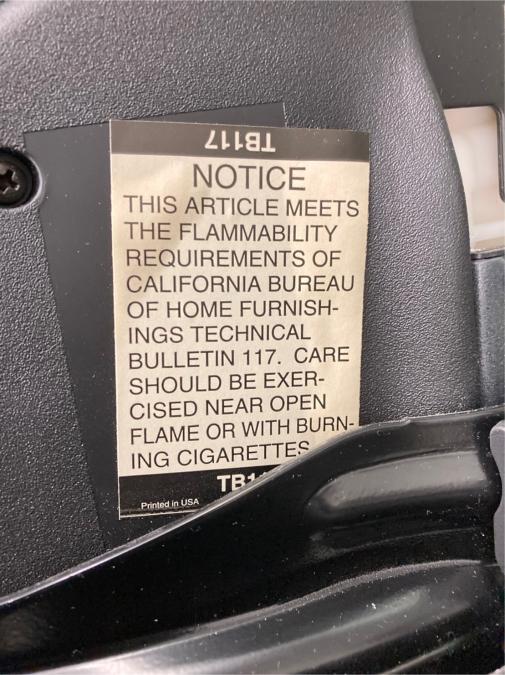 TB117
NOTICE
THIS ARTICLE MEETS
THE FLAMMABILITY
REQUIREMENTS OF
CALIFORNIA BUREAU
OF HOME FURNISH-
INGS TECHNICAL
BULLETIN 117.  CARE
SHOULD BE EXER-
CISED NEAR OPEN
FLAME OR WITH BURN-
ING CIGARETTES
TB11
Printed in USA